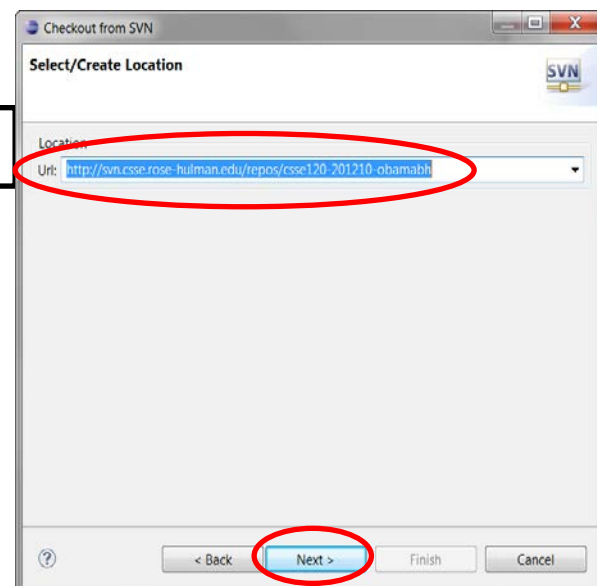 Checkout from SVN
Select/Create Location
SVN
Location
Url: http://svn.csse.rose-hulman.edu/repos/csse120-201210-obamabh
? < Back Next > Finish Cancel